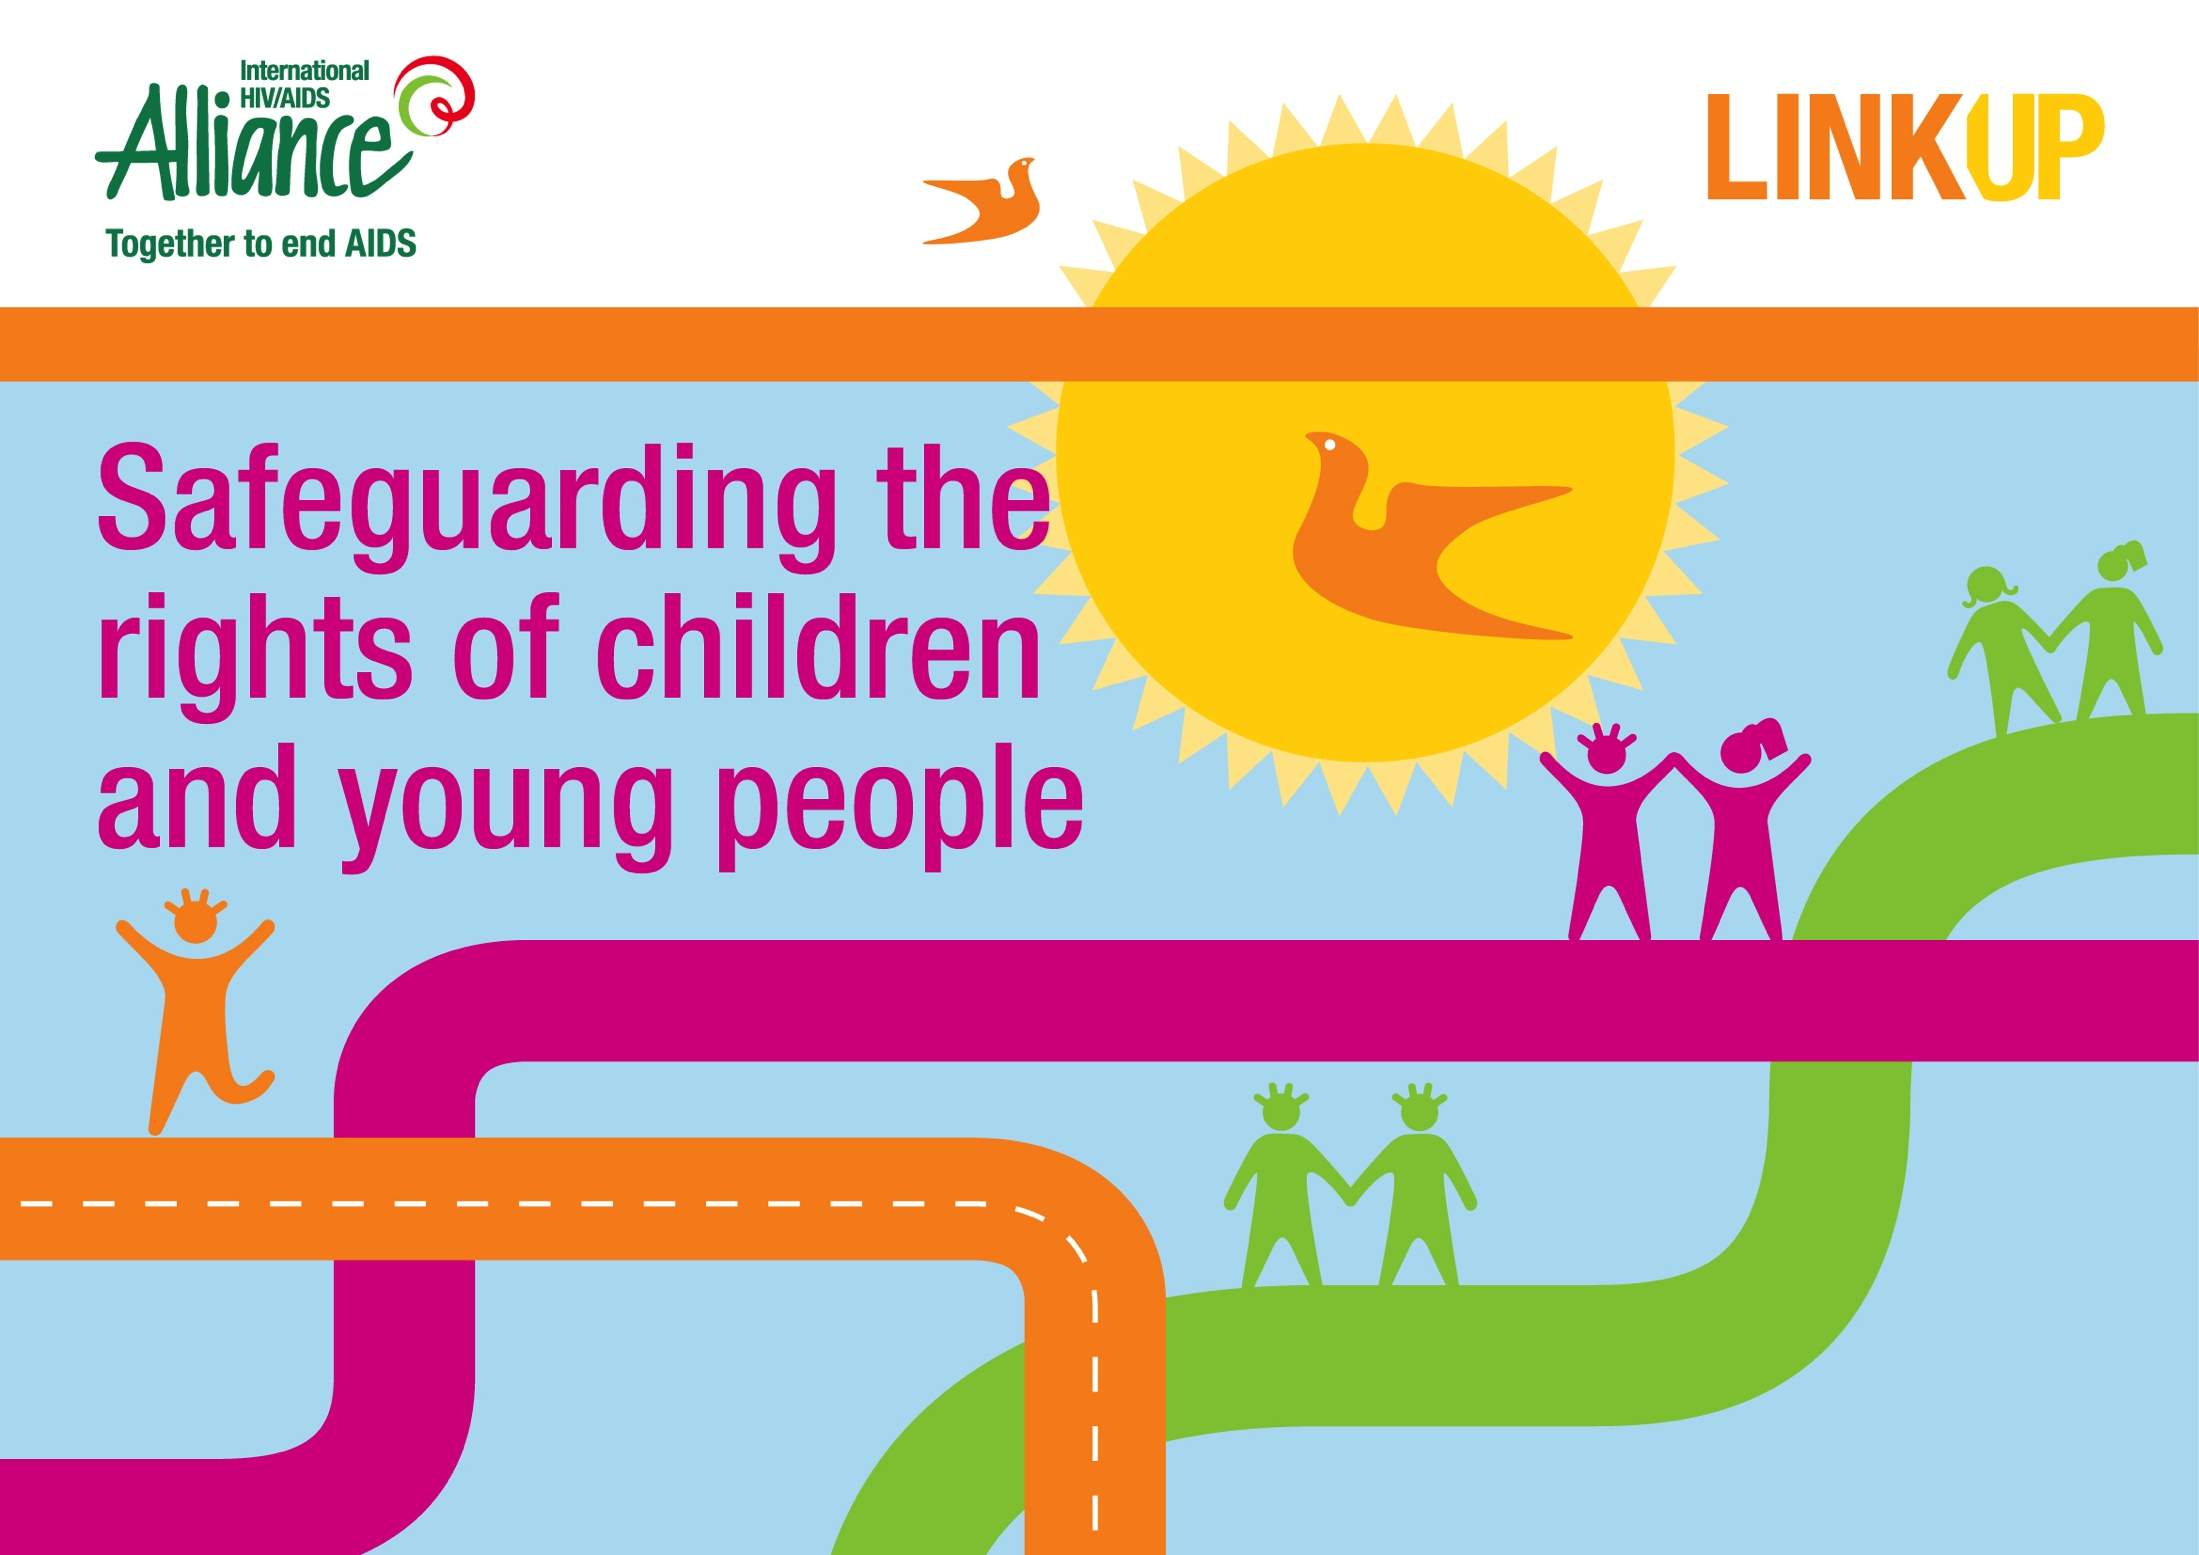 International
HIV/AIDS
Alliance
Together to end AIDS
LINKUP
Safeguarding the
rights of children
and young people